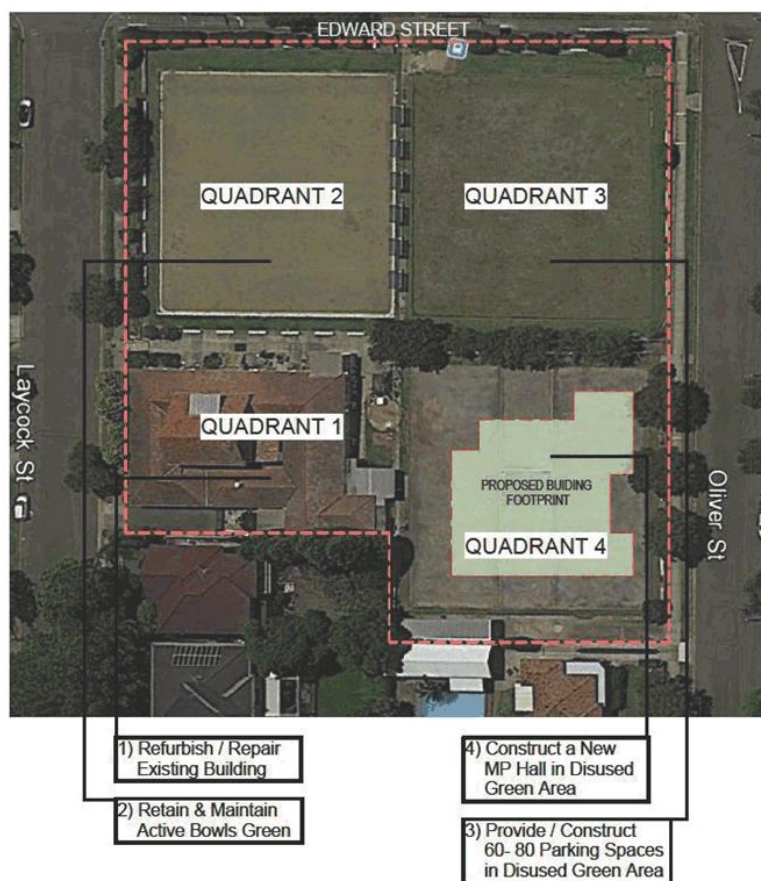 EDWARD STREET
QUADRANT 2
QUADRANT 3
Laycock St
QUADRANT 1
PROPOSED BUIDING
FOOTPRINT
QUADRANT 4
Oliver St
1) Refurbish / Repair
Existing Building
2) Retain & Maintain
Active Bowls Green
4) Construct a New
MP Hall in Disused
Green Area
3) Provide / Construct
60- 80 Parking Spaces
in Disused Green Area